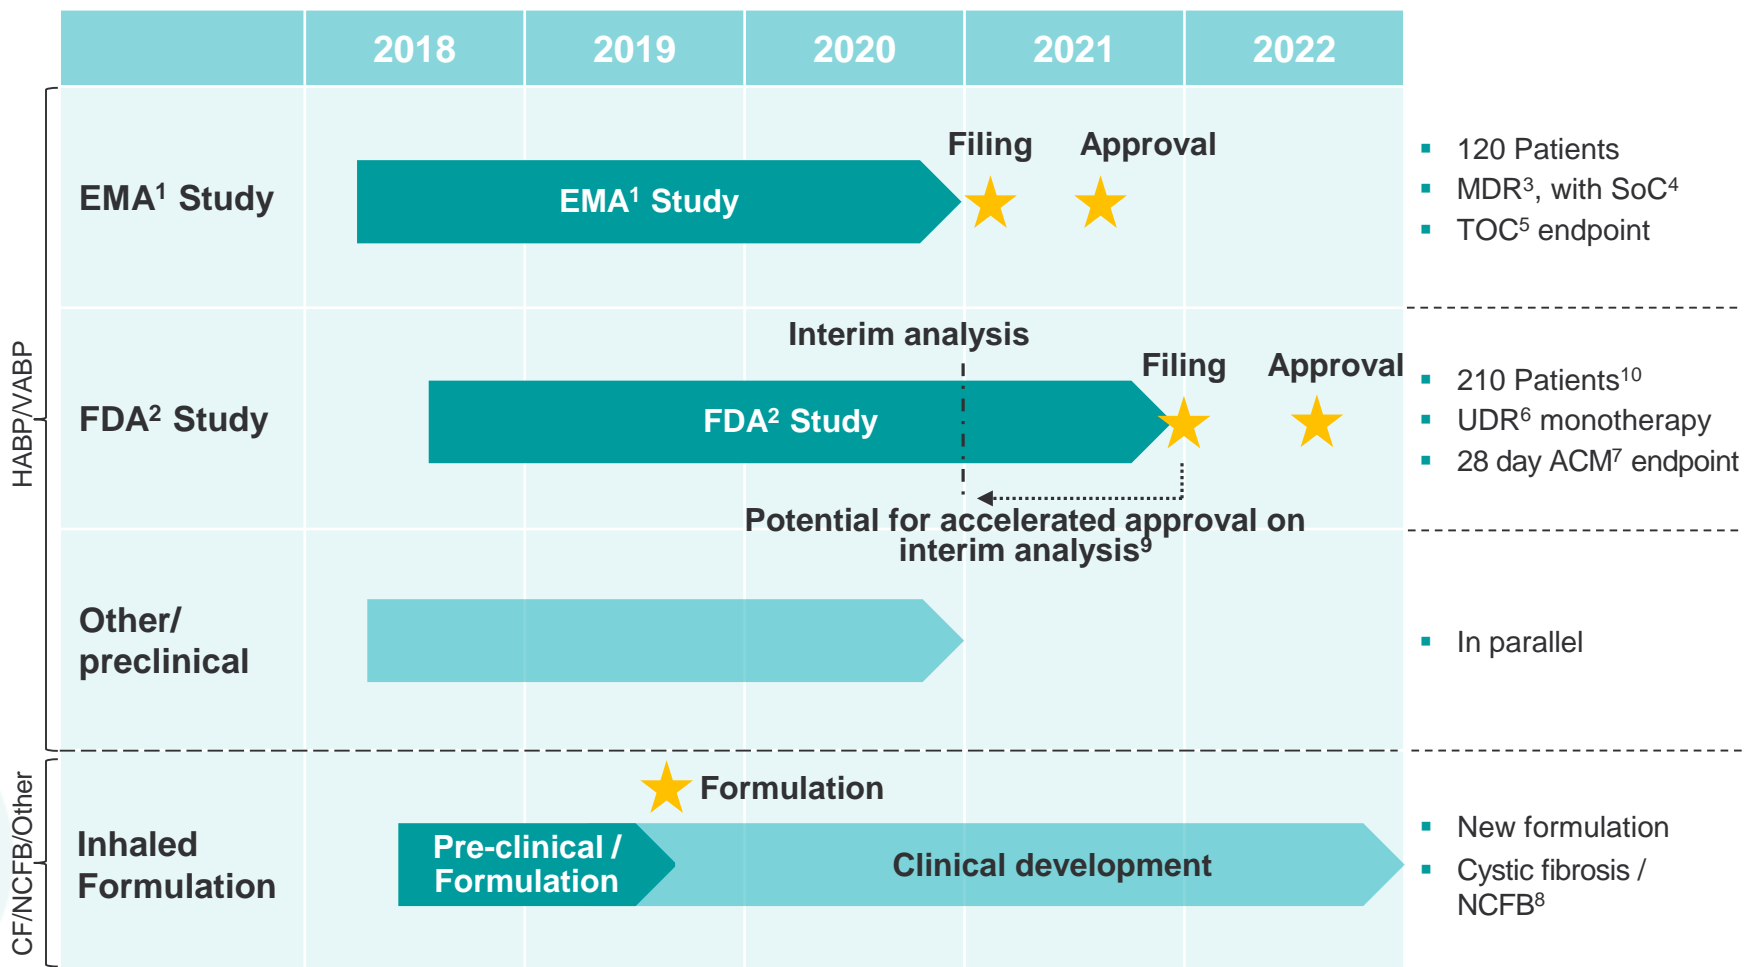 2018 2019 2020 2021 2022
HABP/VABP
EMA¹ Study
EMA¹ Study
Filing Approval
▪ 120 Patients
▪ MDR³, with SoC⁴
▪ TOC⁵ endpoint
FDA² Study
Interim analysis
FDA² Study
Filing Approval
Potential for accelerated approval on
interim analysis⁹
▪ 210 Patients¹⁰
▪ UDR⁶ monotherapy
▪ 28 day ACM⁷ endpoint
Other/
preclinical
▪ In parallel
CF/NCFB/Other
Inhaled
Formulation
Formulation
Pre-clinical /
Formulation
Clinical development
▪ New formulation
▪ Cystic fibrosis /
NCFB⁸